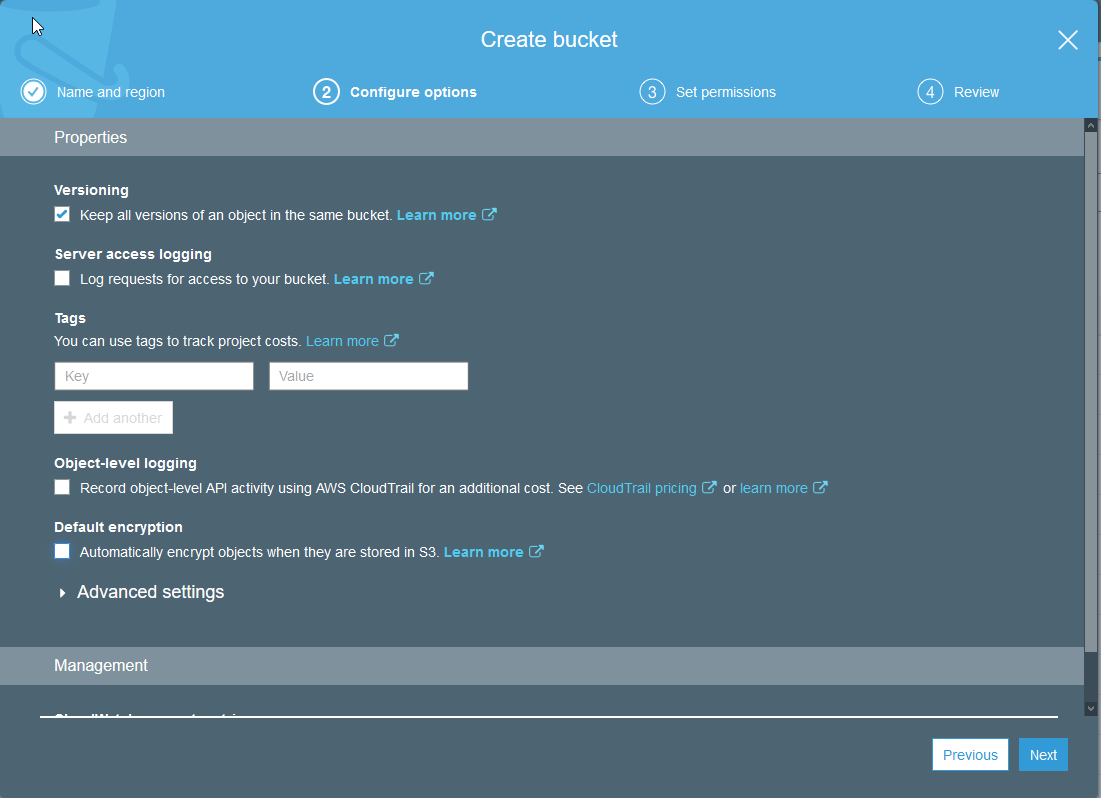 Create bucket
Name and region
2 Configure options
3 Set permissions
4 Review
Properties
Versioning
Keep all versions of an object in the same bucket. Learn more
Server access logging
Log requests for access to your bucket. Learn more
Tags
You can use tags to track project costs. Learn more
Key Value
Add another
Object-level logging
Record object-level API activity using AWS CloudTrail for an additional cost. See CloudTrail pricing or learn more
Default encryption
Automatically encrypt objects when they are stored in S3. Learn more
Advanced settings
Management
Previous Next